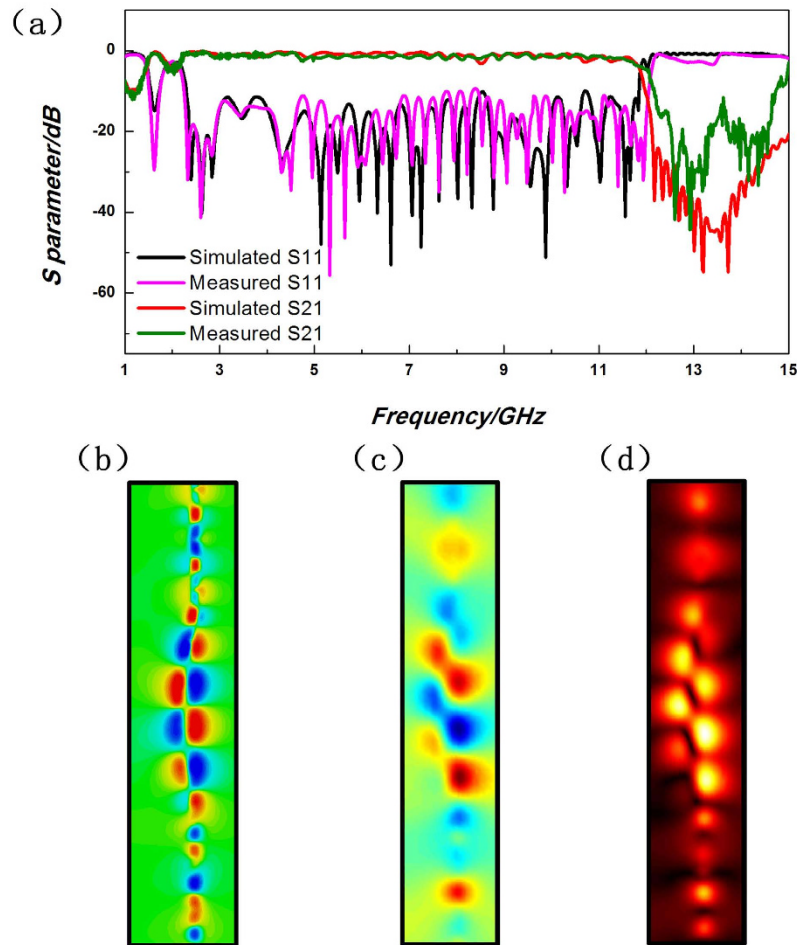 (a)
0
-20
-40
-60
S parameter/dB
Simulated S11
Measured S11
Simulated S21
Measured S21
1 3 5 7 9 11 13 15
Frequency/GHz
(b) (c) (d)